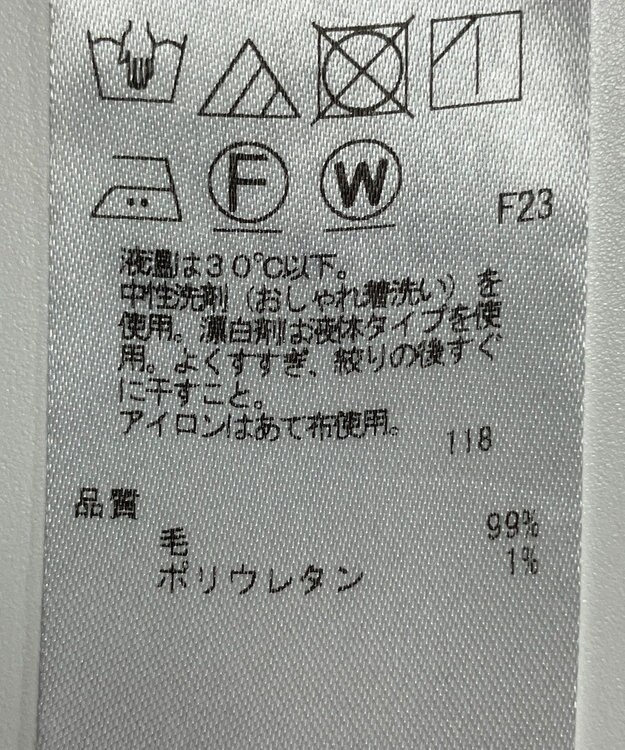 F
W
F23
液温は30℃以下。
中性洗剤（おしゃれ着洗い）を
使用。漂白剤は液体タイプを使
用。よくすすぎ、絞りの後すぐ
に干すこと。
アイロンはあて布使用。
118
品質
毛 99%
ポリウレタン 1%